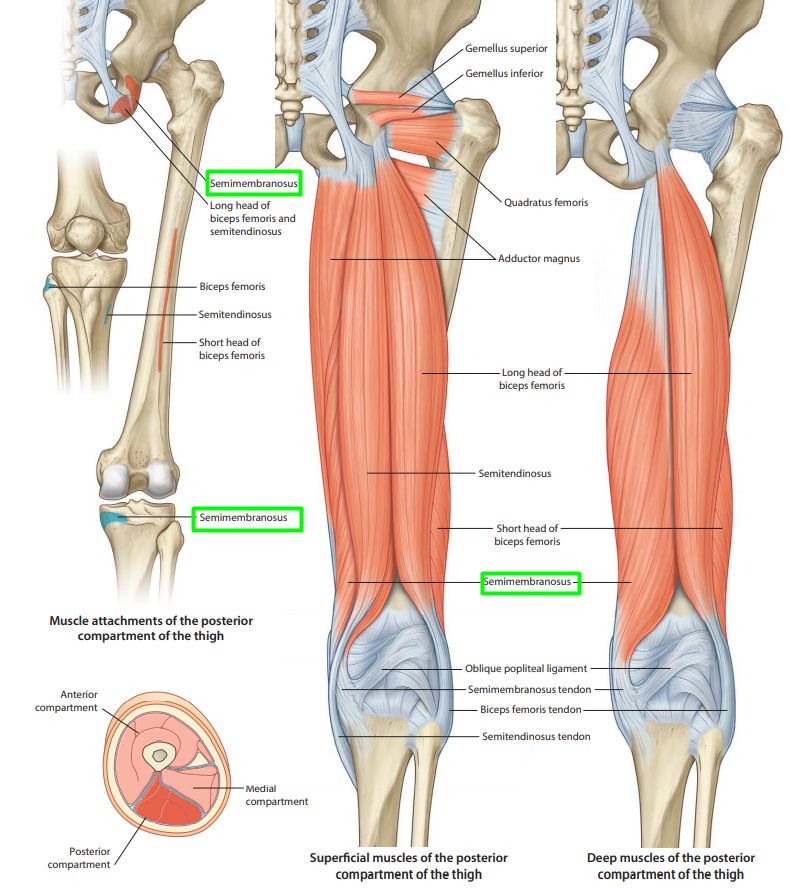 Gemellus superior
Gemellus inferior
Semimembranosus
Long head of
biceps femoris and
semitendinosus
Quadratus femoris
Adductor magnus
Biceps femoris
Semitendinosus
Short head of
biceps femoris
Long head of
biceps femoris
Semitendinosus
Semimembranosus
Short head of
biceps femoris
Semimembranosus
Muscle attachments of the posterior
compartment of the thigh
Oblique popliteal ligament
Semimembranosus tendon
Biceps femoris tendon
Semitendinosus tendon
Anterior
compartment
Medial
compartment
Posterior
compartment
Superficial muscles of the posterior
compartment of the thigh
Deep muscles of the posterior
compartment of the thigh